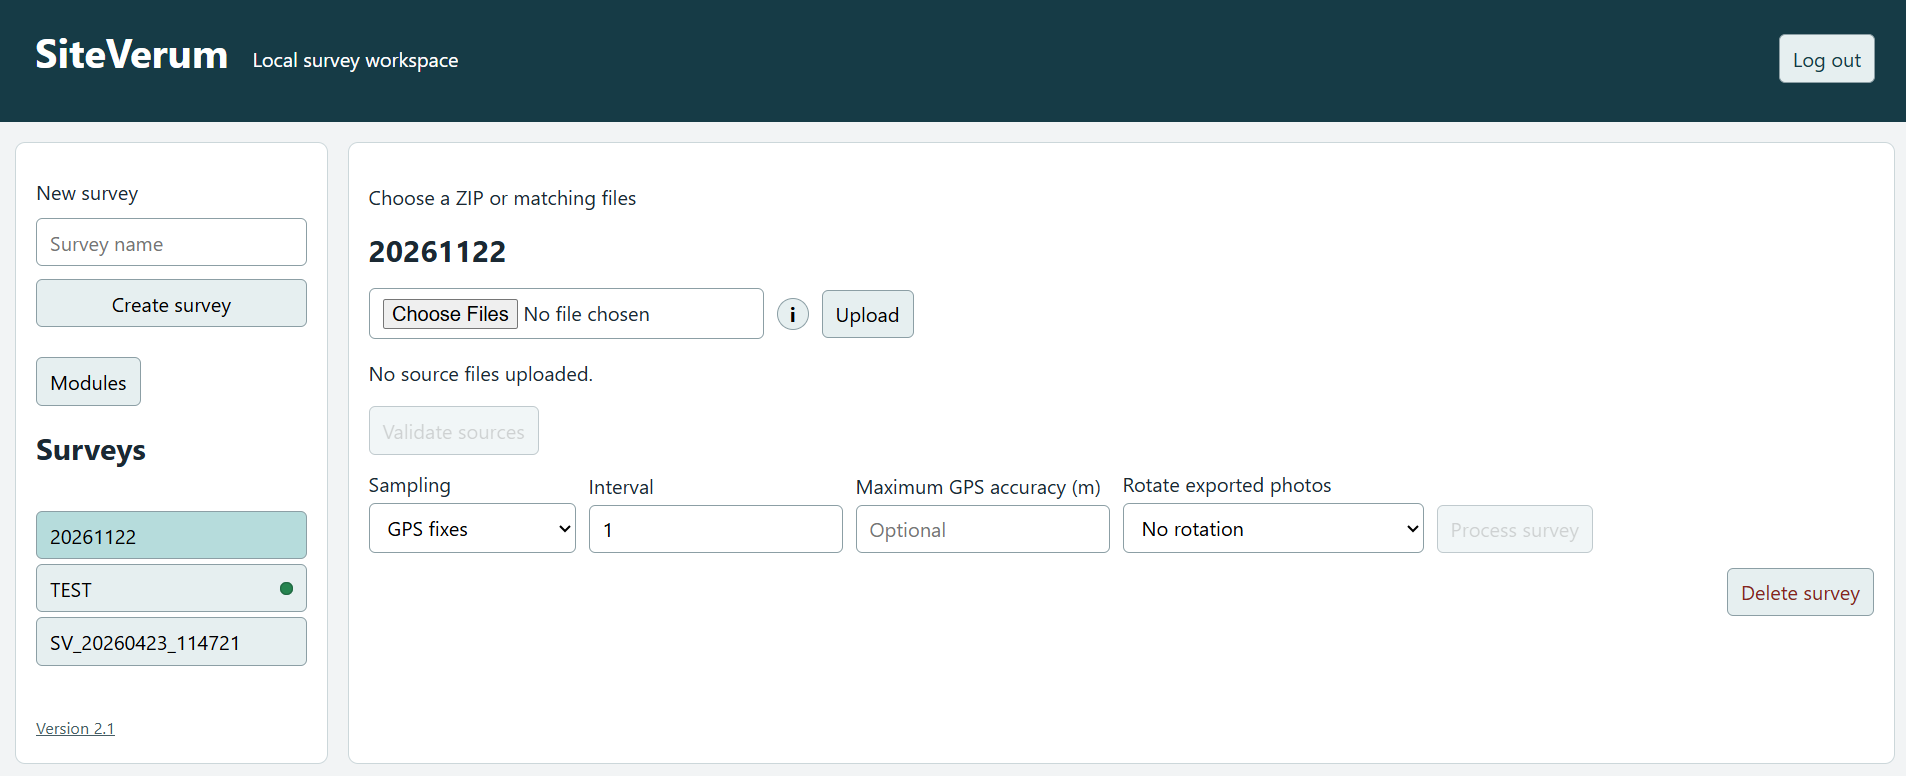 SiteVerum Local survey workspace
Log out
New survey
Survey name
Create survey
Modules
Surveys
20261122
TEST
SV_20260423_114721
Version 2.1
Choose a ZIP or matching files
20261122
Choose Files No file chosen
i
Upload
No source files uploaded.
Validate sources
Sampling
GPS fixes
Interval
1
Maximum GPS accuracy (m)
Optional
Rotate exported photos
No rotation
Process survey
Delete survey